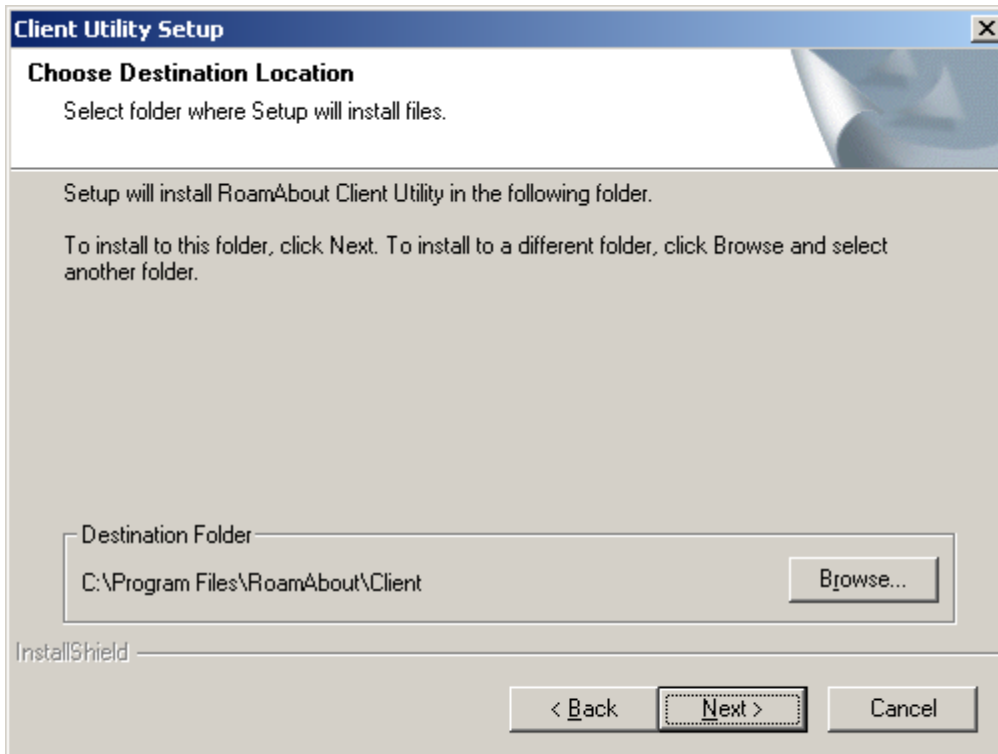 Client Utility Setup
Choose Destination Location
Select folder where Setup will install files.
Setup will install RoamAbout Client Utility in the following folder.
To install to this folder, click Next. To install to a different folder, click Browse and select
another folder.
Destination Folder
C:\Program Files\RoamAbout\Client
Browse...
InstallShield
< Back
Next >
Cancel